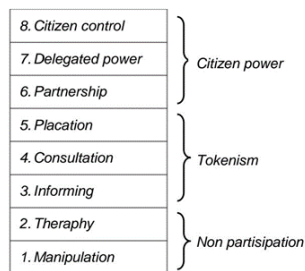 8. Citizen control
7. Delegated power
6. Partnership
Citizen power
5. Placation
4. Consultation
3. Informing
Tokenism
2. Theraphy
1. Manipulation
Non partisipation